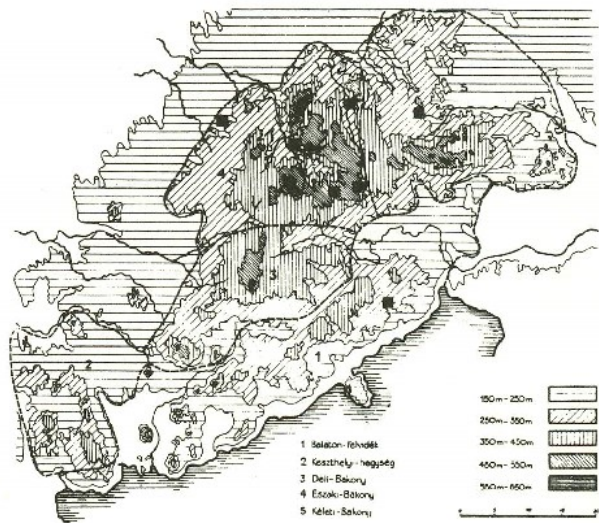 5
4
3
2
1
1 Balaton-felvidék
2 Keszthely-hegység
3 Déli-Bakony
4 Északi-Bakony
5 Keleti-Bakony
150m-250m
250m-350m
350m-450m
450m-550m
550m-650m